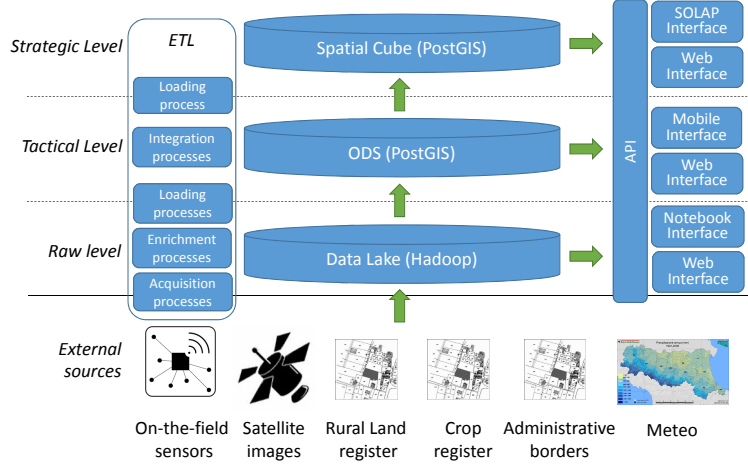 Strategic Level
ETL
Spatial Cube (PostGIS)
SOLAP
Interface
Web
Interface
Loading
process
Tactical Level
Integration
processes
ODS (PostGIS)
API
Mobile
Interface
Web
Interface
Loading
processes
Raw level
Enrichment
processes
Data Lake (Hadoop)
Notebook
Interface
Web
Interface
Acquisition
processes
External
sources
On-the-field
sensors
Satellite
images
Rural Land
register
Crop
register
Administrative
borders
Meteo